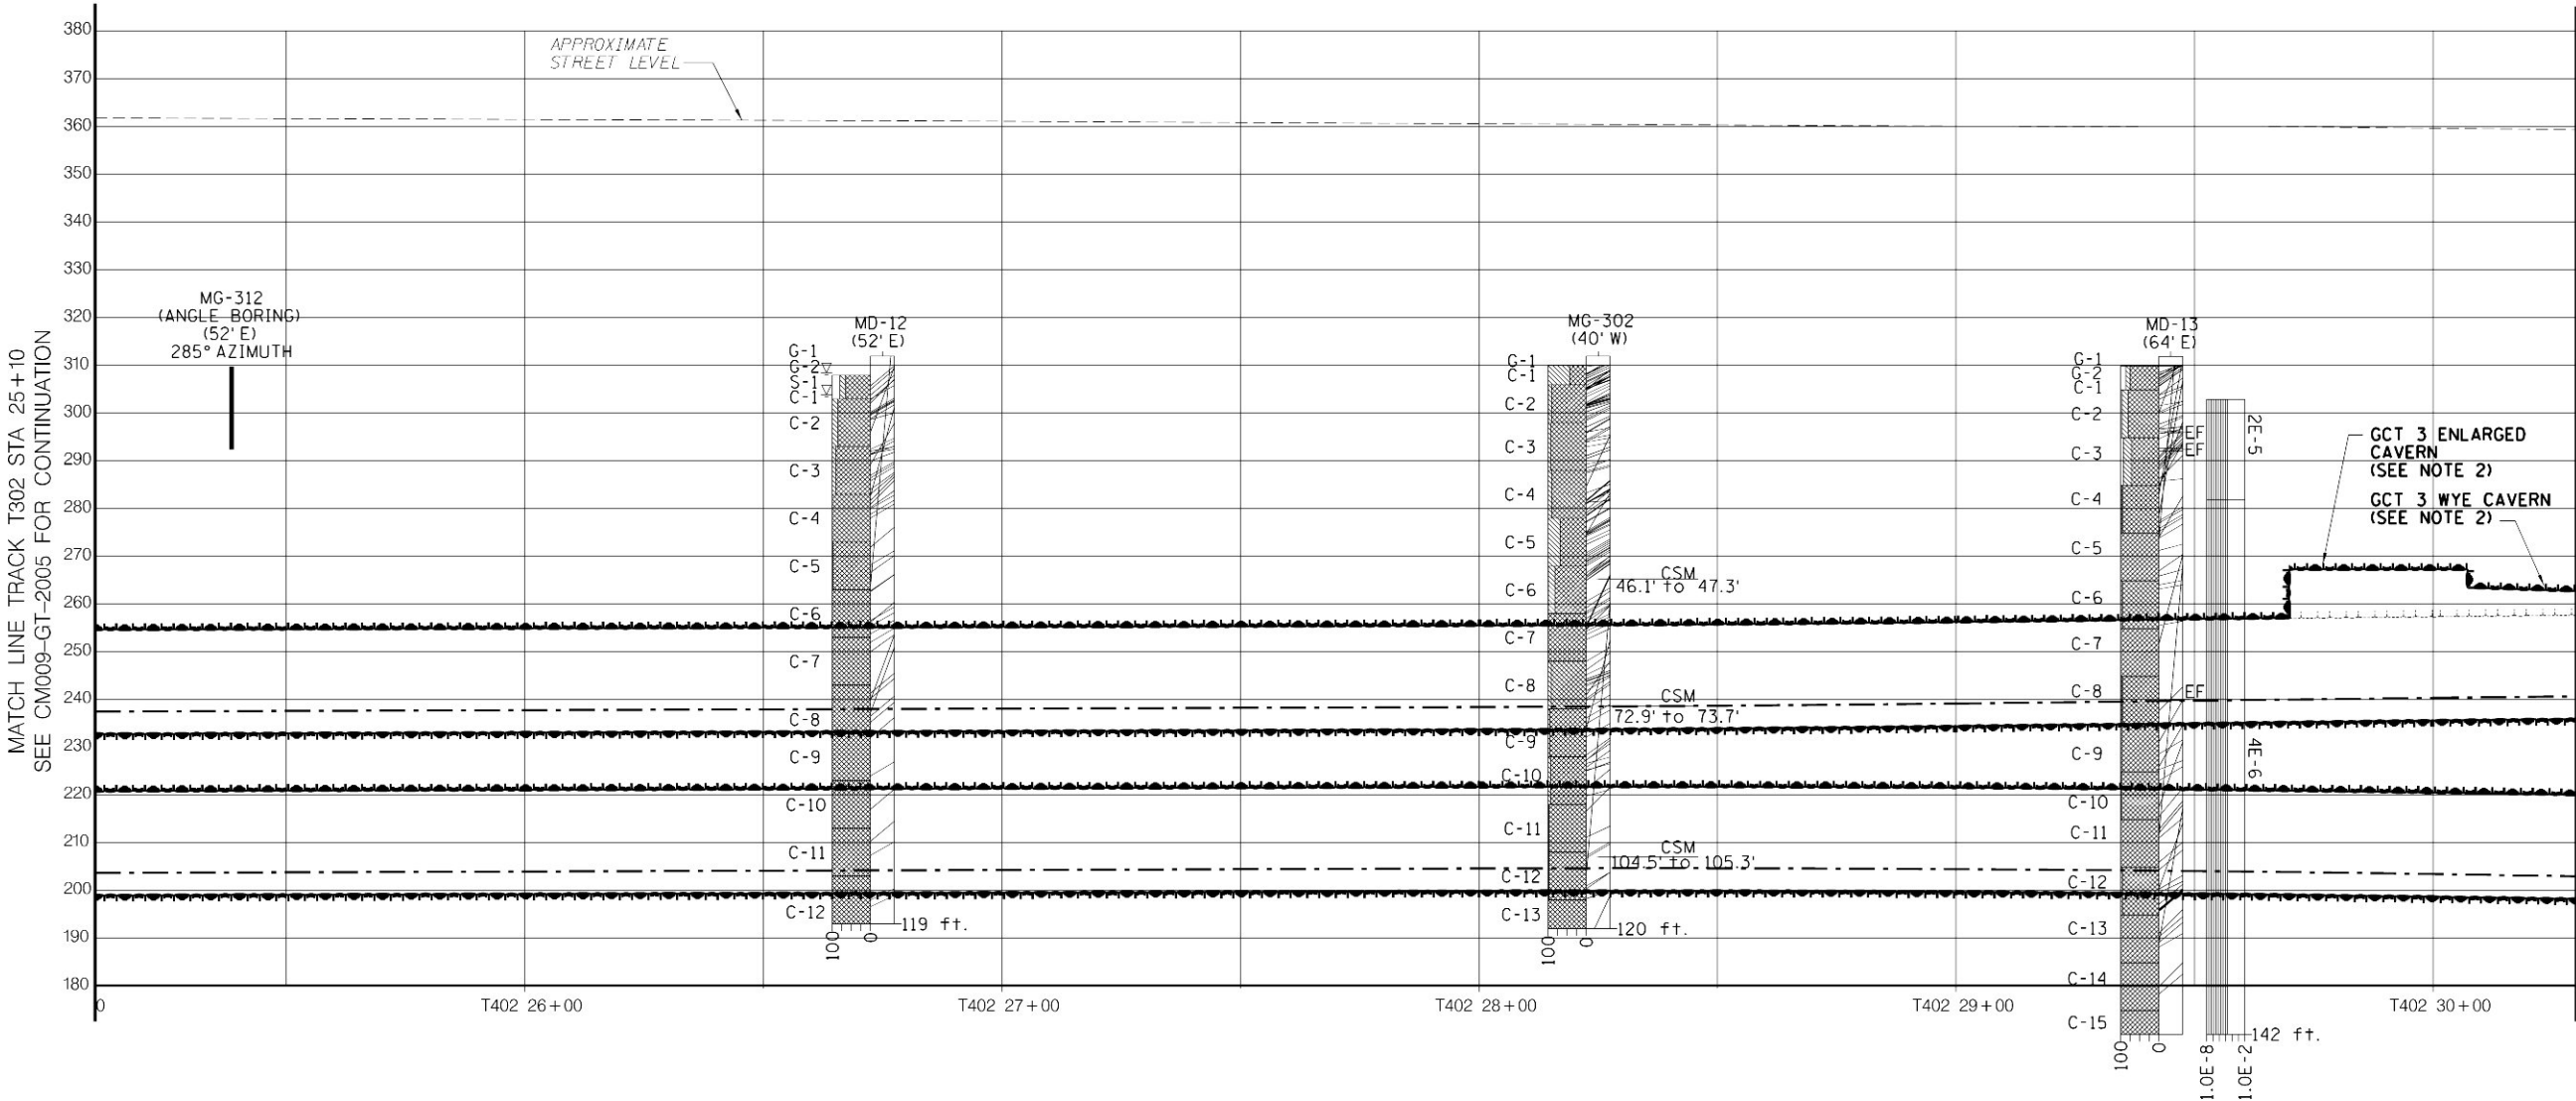 380
370
360
350
340
330
320
310
300
290
280
270
260
250
240
230
220
210
200
190
180
MATCH LINE TRACK T302 STA 25+10
SEE CM009-GT-2005 FOR CONTINUATION
APPROXIMATE
STREET LEVEL
MG-312
(ANGLE BORING)
(52' E)
285° AZIMUTH
MD-12
(52' E)
G-1
G-2
S-1
C-1
C-2
C-3
C-4
C-5
C-6
C-7
C-8
C-9
C-10
C-11
C-12
119 ft.
100
0
MG-302
(40' W)
G-1
C-1
C-2
C-3
C-4
C-5
C-6
C-7
C-8
C-9
C-10
C-11
C-12
C-13
CSM
46.1' to 47.3'
CSM
72.9' to 73.7'
CSM
104.5' to 105.3'
120 ft.
100
0
MD-13
(64' E)
G-1
G-2
C-1
C-2
C-3
C-4
C-5
C-6
C-7
C-8
C-9
C-10
C-11
C-12
C-13
C-14
C-15
EF
EF
EF
2E-5
4E-6
142 ft.
100
0
1.0E-8
1.0E-2
GCT 3 ENLARGED
CAVERN
(SEE NOTE 2)
GCT 3 WYE CAVERN
(SEE NOTE 2)
0
T402 26+00
T402 27+00
T402 28+00
T402 29+00
T402 30+00